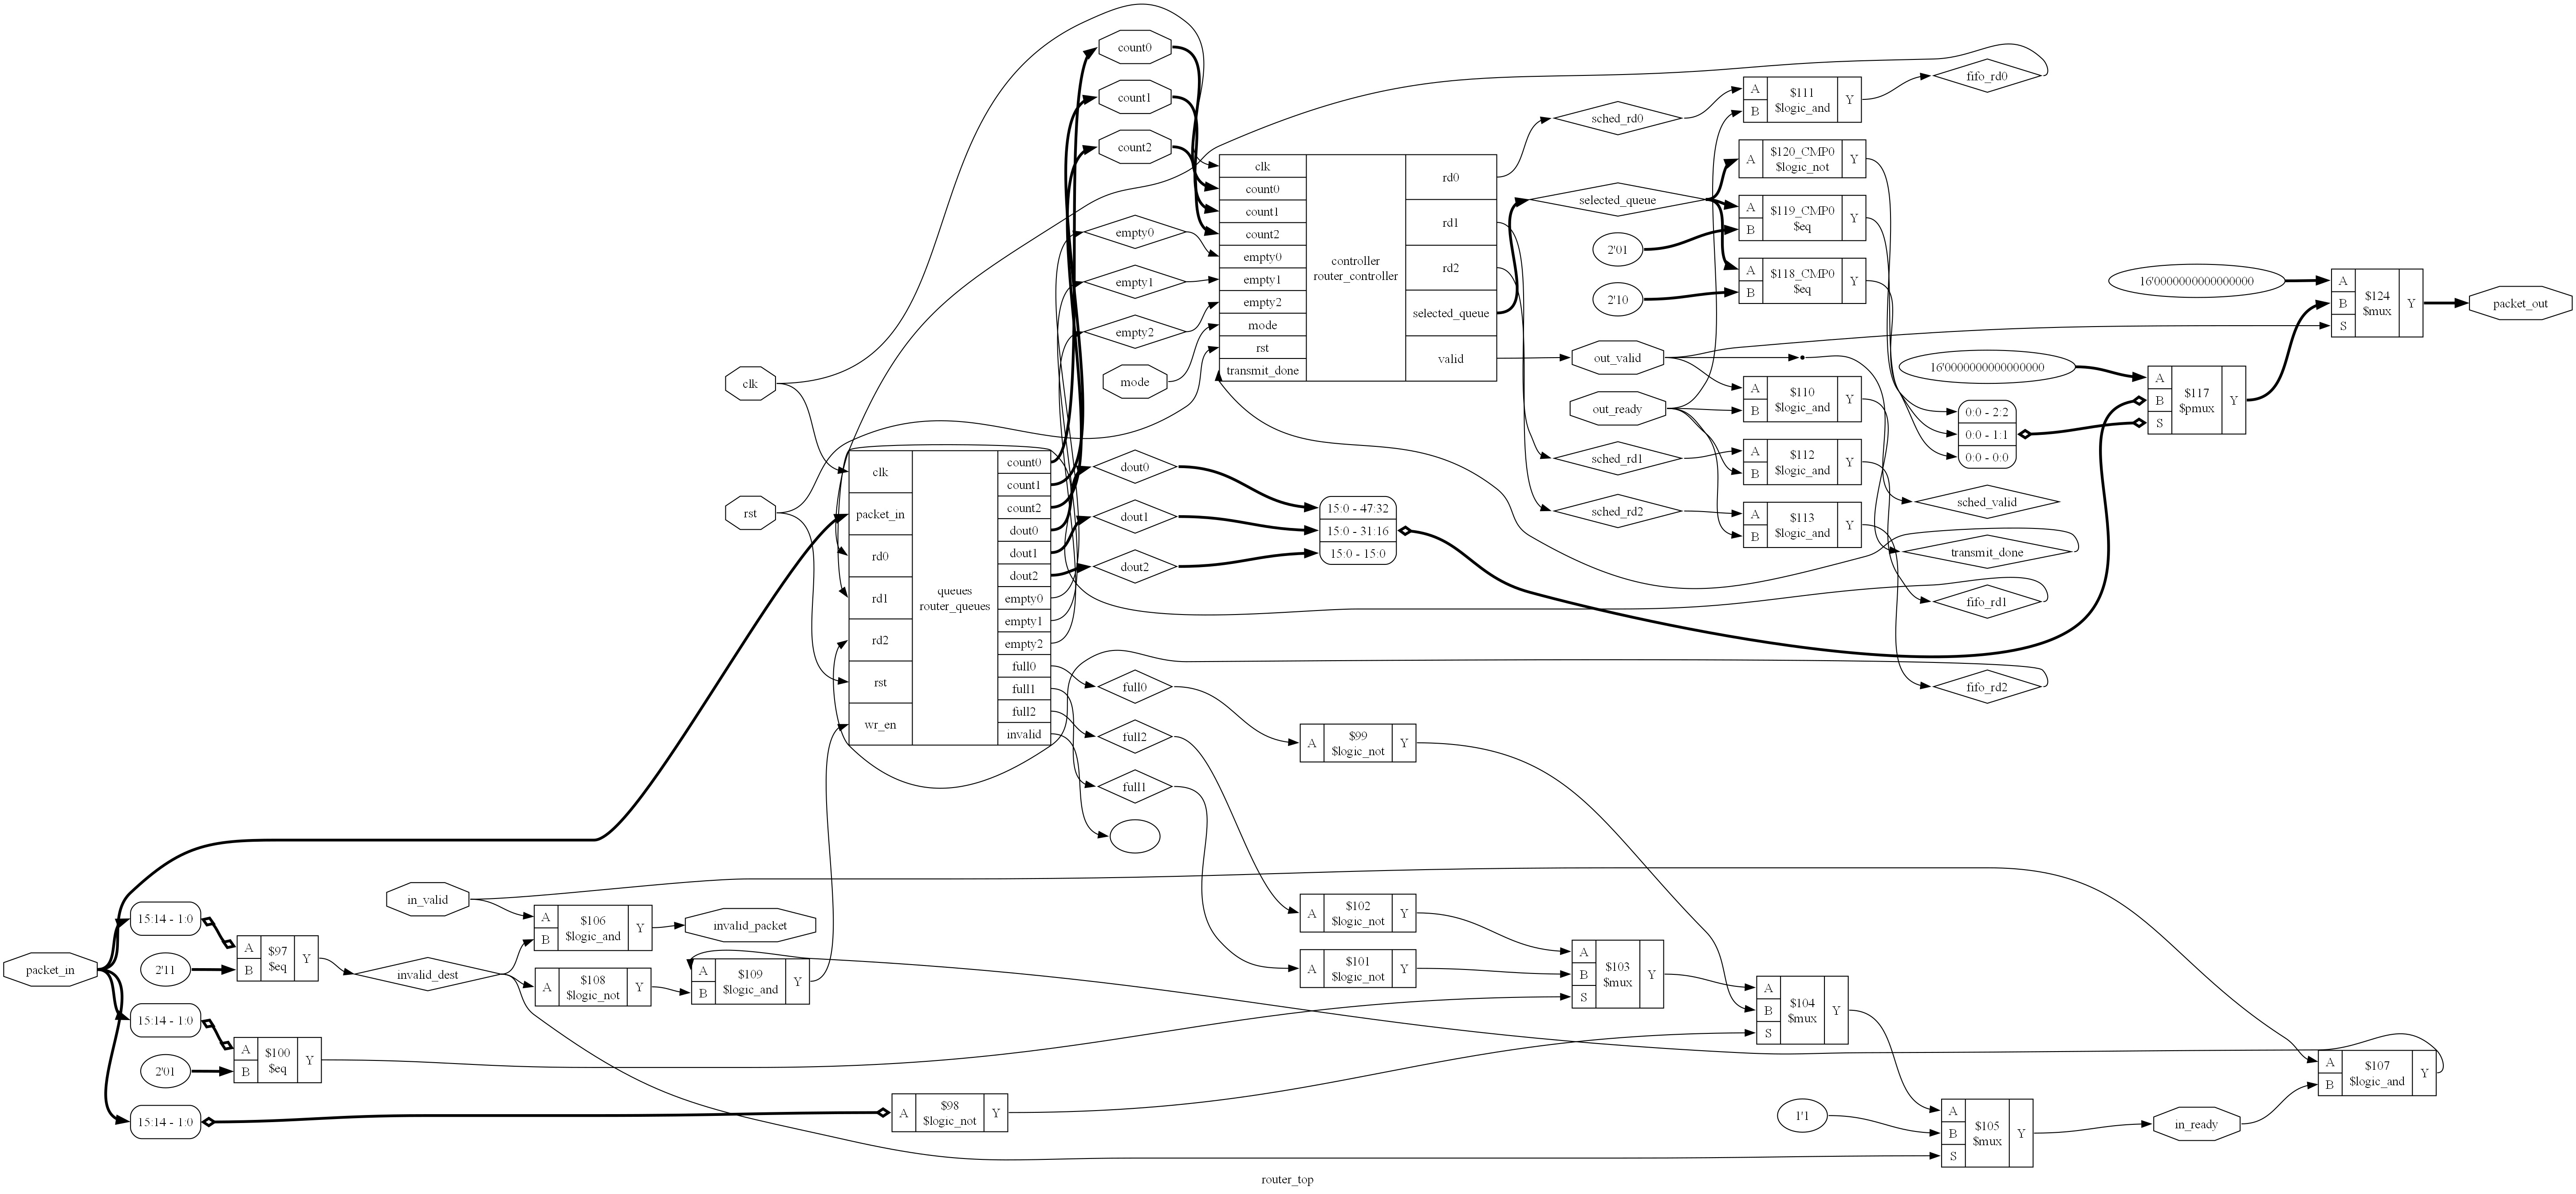 count0
count1
count2
empty0
empty1
empty2
mode
clk
rst
clk
count0
count1
count2
empty0
empty1
empty2
mode
rst
transmit_done
controller
router_controller
rd0
rd1
rd2
selected_queue
valid
sched_rd0
selected_queue
2'01
2'10
out_valid
out_ready
sched_rd1
sched_rd2
A
B
$111
$logic_and
Y
fifo_rd0
A
$120_CMP0
$logic_not
Y
A
B
$119_CMP0
$eq
Y
A
B
$118_CMP0
$eq
Y
A
B
$110
$logic_and
Y
A
B
$112
$logic_and
Y
A
B
$113
$logic_and
Y
16'0000000000000000
A
B
S
$124
$mux
Y
packet_out
16'0000000000000000
A
B
S
$117
$pmux
Y
0:0 - 2:2
0:0 - 1:1
0:0 - 0:0
sched_valid
transmit_done
fifo_rd1
fifo_rd2
clk
packet_in
rd0
rd1
rd2
rst
wr_en
queues
router_queues
count0
count1
count2
dout0
dout1
dout2
empty0
empty1
empty2
full0
full1
full2
invalid
dout0
dout1
dout2
15:0 - 47:32
15:0 - 31:16
15:0 - 15:0
full0
full2
full1
A
$99
$logic_not
Y
A
$102
$logic_not
Y
A
$101
$logic_not
Y
A
B
S
$103
$mux
Y
A
B
S
$104
$mux
Y
1'1
A
B
S
$105
$mux
Y
in_ready
A
B
$107
$logic_and
Y
in_valid
A
B
$106
$logic_and
Y
invalid_packet
A
$108
$logic_not
Y
A
B
$109
$logic_and
Y
packet_in
15:14 - 1:0
2'11
A
B
$97
$eq
Y
invalid_dest
15:14 - 1:0
2'01
A
B
$100
$eq
Y
15:14 - 1:0
A
$98
$logic_not
Y
router_top